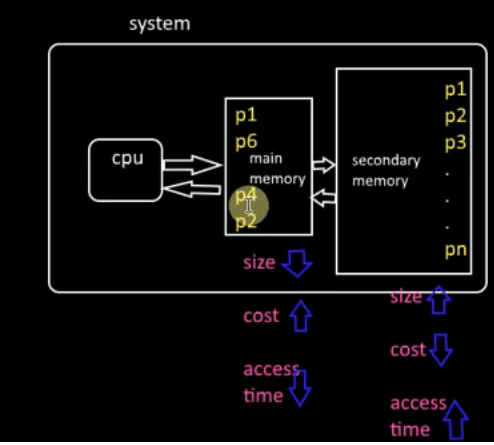 system
cpu
p1
p6
main
memory
p4
p2
secondary
memory
p1
p2
p3
.
.
.
pn
size
cost
access
time
size
cost
access
time